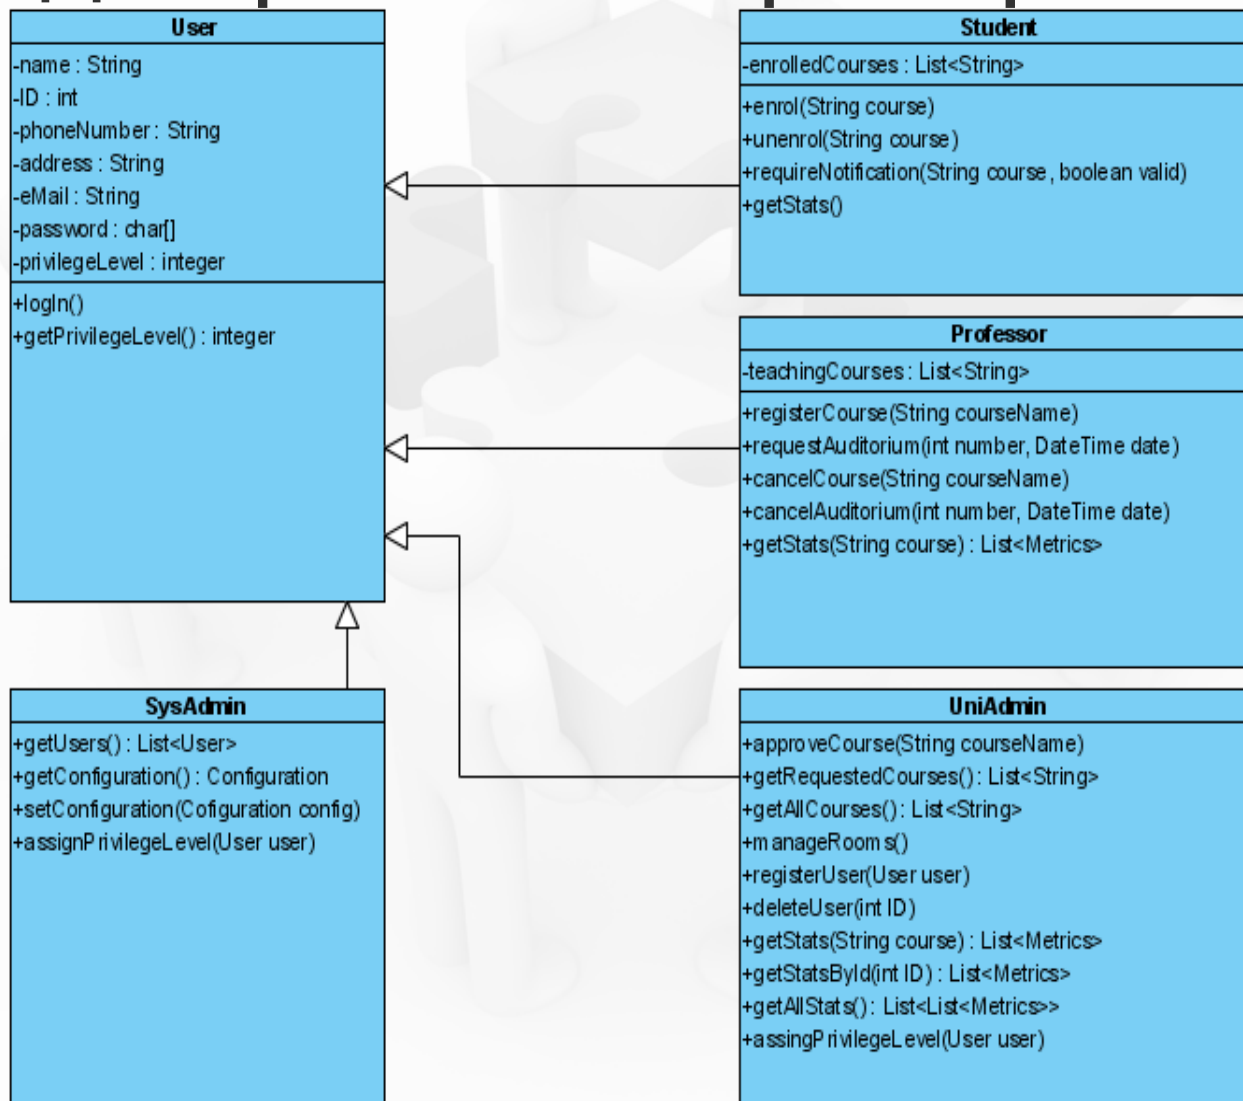 User
-name : String
-ID : int
-phoneNumber : String
-address : String
-eMail : String
-password : char[]
-privilegeLevel : integer
+logIn()
+getPrivilegeLevel() : integer
Student
-enrolledCourses : List<String>
+enrol(String course)
+unenrol(String course)
+requireNotification(String course, boolean valid)
+getStats()
Professor
-teachingCourses : List<String>
+registerCourse(String courseName)
+requestAuditorium(int number, DateTime date)
+cancelCourse(String courseName)
+cancelAuditorium(int number, DateTime date)
+getStats(String course) : List<Metrics>
SysAdmin
+getUsers() : List<User>
+getConfiguration() : Configuration
+setConfiguration(Cofiguration config)
+assignPrivilegeLevel(User user)
UniAdmin
+approveCourse(String courseName)
+getRequestedCourses() : List<String>
+getAllCourses() : List<String>
+manageRooms()
+registerUser(User user)
+deleteUser(int ID)
+getStats(String course) : List<Metrics>
+getStatsById(int ID) : List<Metrics>
+getAllStats() : List<List<Metrics>>
+assingPrivilegeLevel(User user)